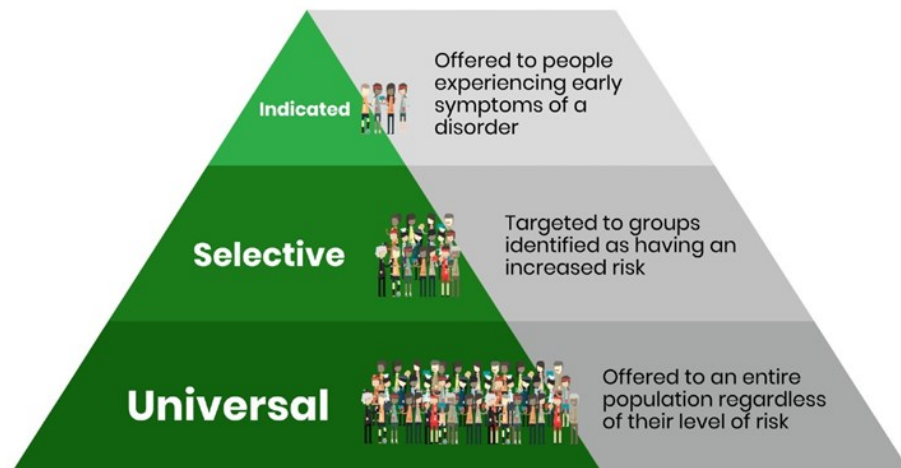 Indicated
Offered to people
experiencing early
symptoms of a
disorder
Selective
Targeted to groups
identified as having an
increased risk
Universal
Offered to an entire
population regardless
of their level of risk